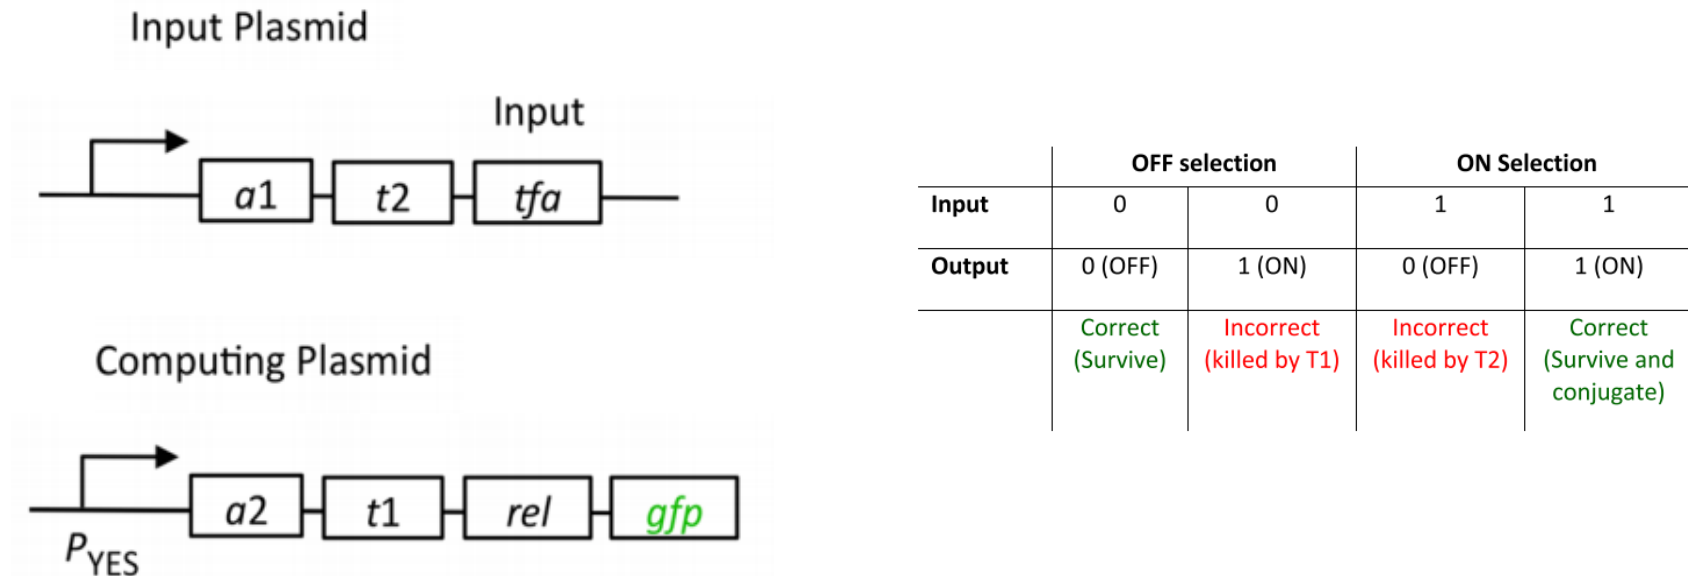 Input Plasmid
Input
a1 t2 tfa
Computing Plasmid
a2 t1 rel gfp
PYES
OFF selection ON Selection
Input 0 0 1 1
Output 0 (OFF) 1 (ON) 0 (OFF) 1 (ON)
Correct Incorrect Incorrect Correct
(Survive) (killed by T1) (killed by T2) (Survive and
conjugate)